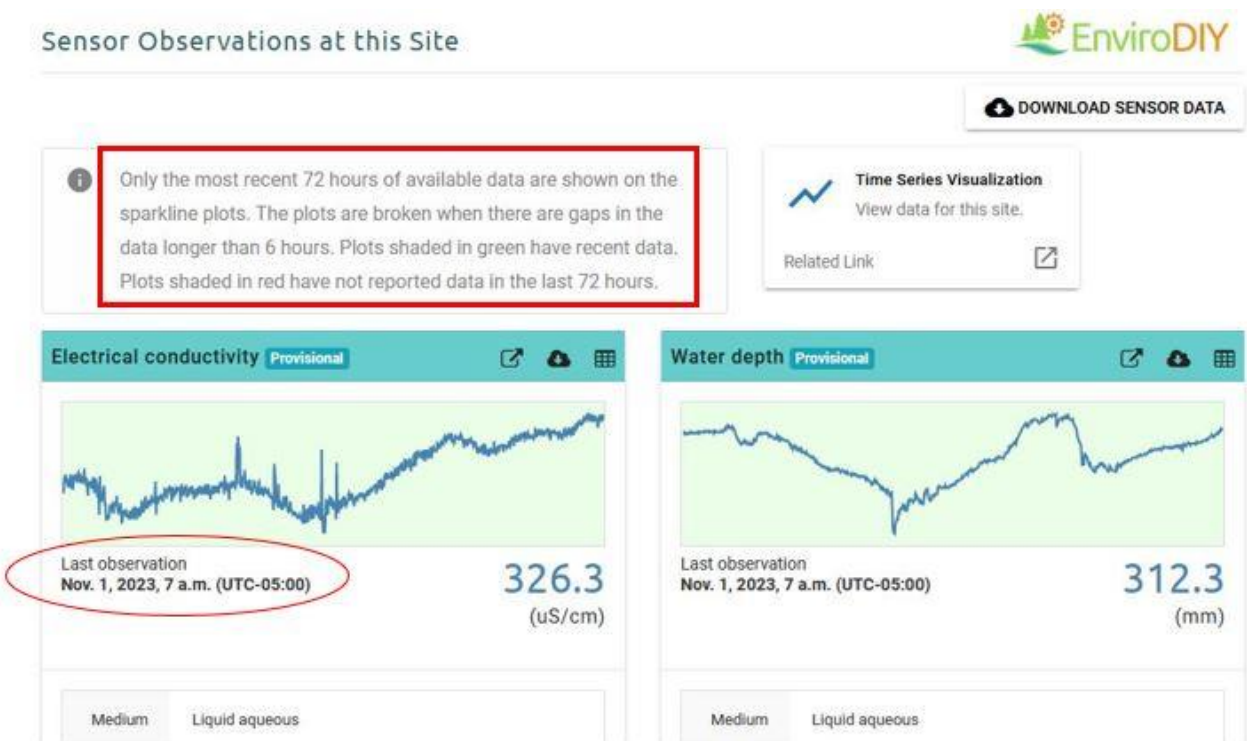 Sensor Observations at this Site
EnviroDIY
DOWNLOAD SENSOR DATA
Only the most recent 72 hours of available data are shown on the
sparkline plots. The plots are broken when there are gaps in the
data longer than 6 hours. Plots shaded in green have recent data.
Plots shaded in red have not reported data in the last 72 hours.
Time Series Visualization
View data for this site.
Related Link
Electrical conductivity Provisional
Last observation
Nov. 1, 2023, 7 a.m. (UTC-05:00)
326.3
(uS/cm)
Medium Liquid aqueous
Water depth Provisional
Last observation
Nov. 1, 2023, 7 a.m. (UTC-05:00)
312.3
(mm)
Medium Liquid aqueous